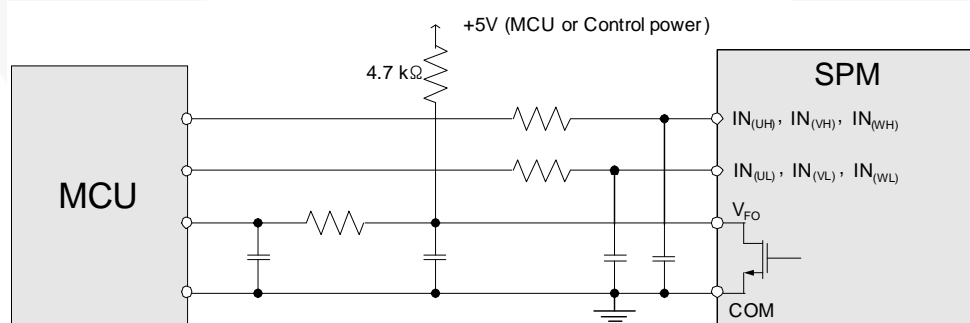 +5V (MCU or Control power)
4.7 kΩ
SPM
IN(UH), IN(VH), IN(WH)
IN(UL), IN(VL), IN(WL)
MCU
VFO
COM